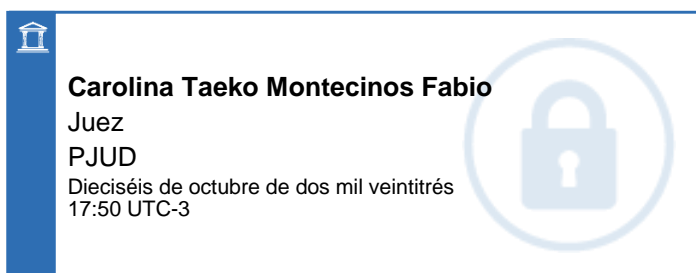 Carolina Taeko Montecinos Fabio
Juez
PJUD
Dieciséis de octubre de dos mil veintitrés
17:50 UTC-3